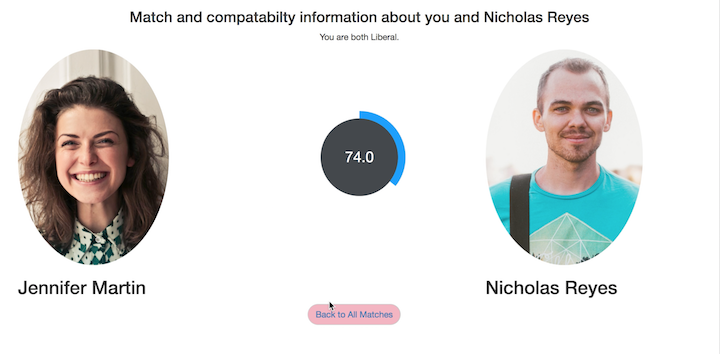 Match and compatabilty information about you and Nicholas Reyes
You are both Liberal.
74.0
Jennifer Martin
Nicholas Reyes
Back to All Matches